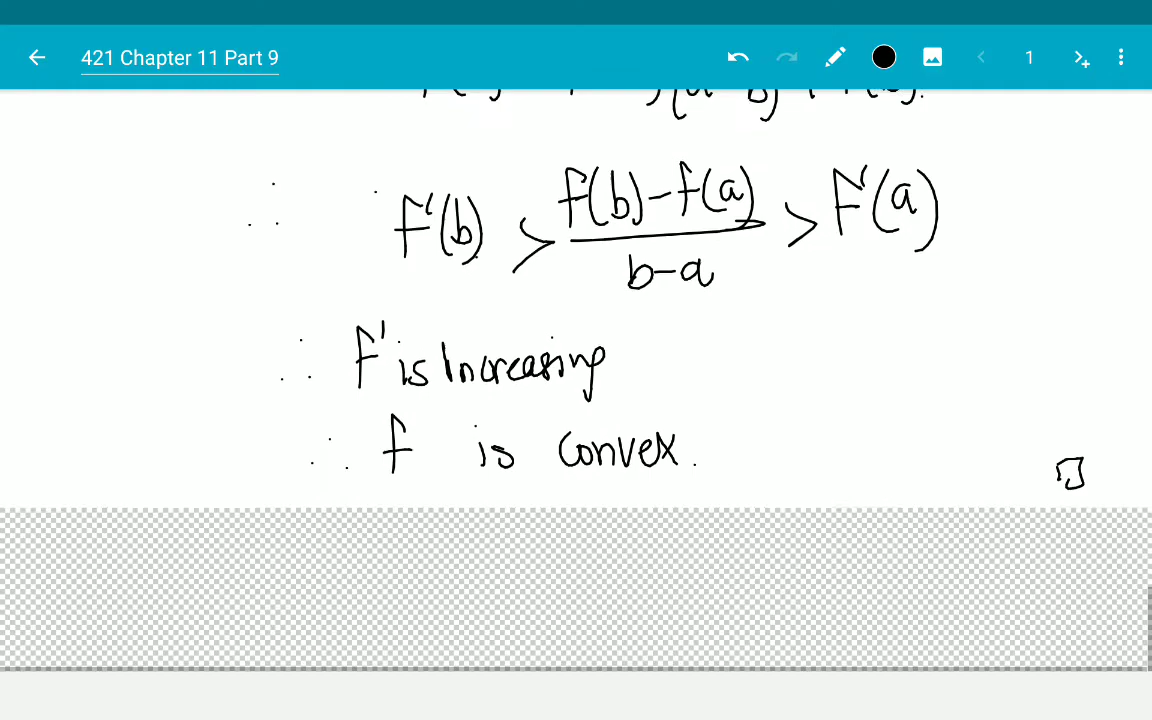 421 Chapter 11 Part 9
1
∴ f'(b) > f(b)-f(a) / b-a > f'(a)
∴ f' is Increasing
∴ f is convex.